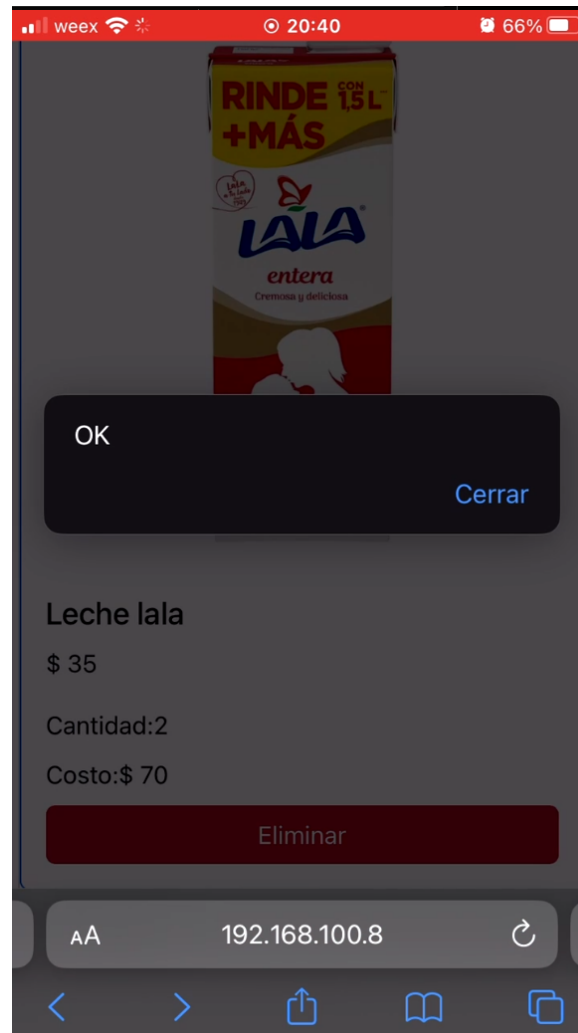 weex 20:40 66%
RINDE CON 1,5L
+MÁS
LALA
entera
Cremosa y deliciosa
OK
Cerrar
Leche lala
$ 35
Cantidad:2
Costo:$ 70
Eliminar
AA 192.168.100.8